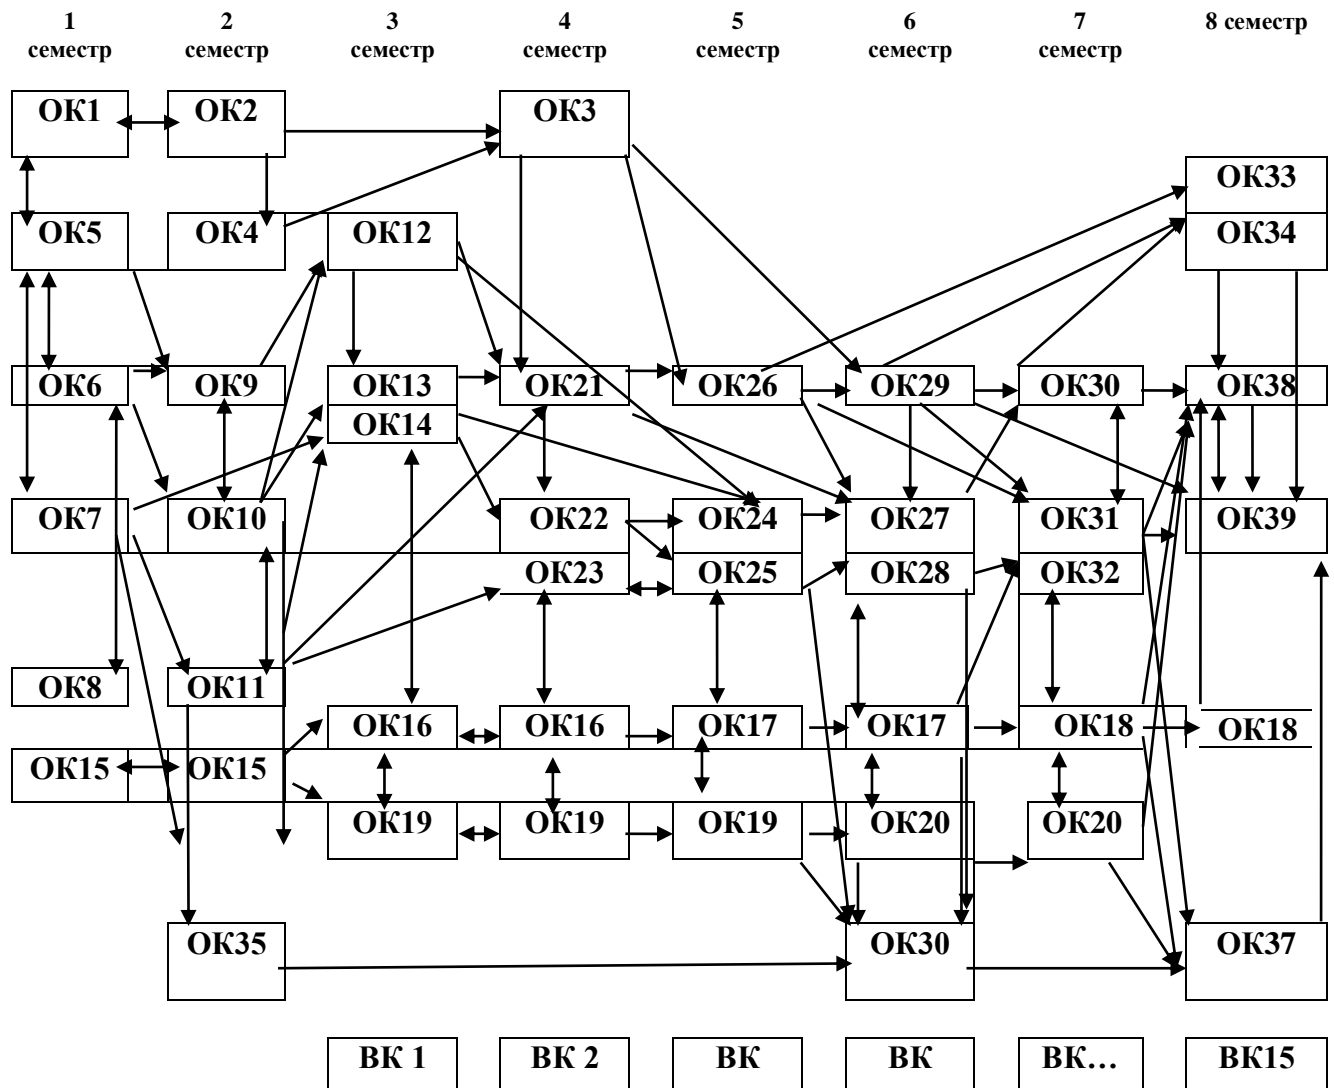 1 2 3 4 5 6 7 8 семестр
семестр семестр семестр семестр семестр семестр семестр
ОК1 ОК2 ОК3
ОК33
ОК5 ОК4 ОК12 ОК34
ОК6 ОК9 ОК13 ОК21 ОК26 ОК29 ОК30 ОК38
ОК14
ОК7 ОК10 ОК22 ОК24 ОК27 ОК31 ОК39
ОК23 ОК25 ОК28 ОК32
ОК8 ОК11
ОК16 ОК16 ОК17 ОК17 ОК18 ОК18
ОК15 ОК15
ОК19 ОК19 ОК19 ОК20 ОК20
ОК35 ОК30 ОК37
ВК 1 ВК 2 ВК ВК ВК... ВК15